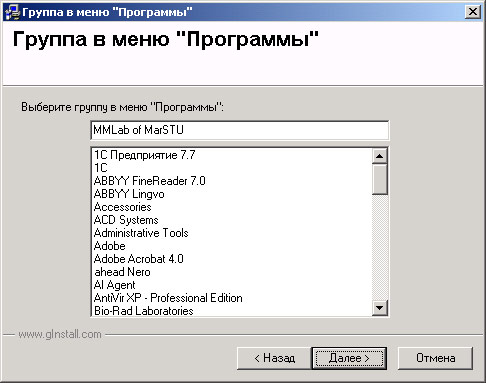 Группа в меню "Программы"
Группа в меню "Программы"
Выберите группу в меню "Программы":
MMLab of MarSTU
1С Предприятие 7.7
1С
ABBYY FineReader 7.0
ABBYY Lingvo
Accessories
ACD Systems
Administrative Tools
Adobe
Adobe Acrobat 4.0
ahead Nero
AI Agent
AntiVir XP - Professional Edition
Bio-Rad Laboratories
www.gInstall.com
< Назад
Далее >
Отмена